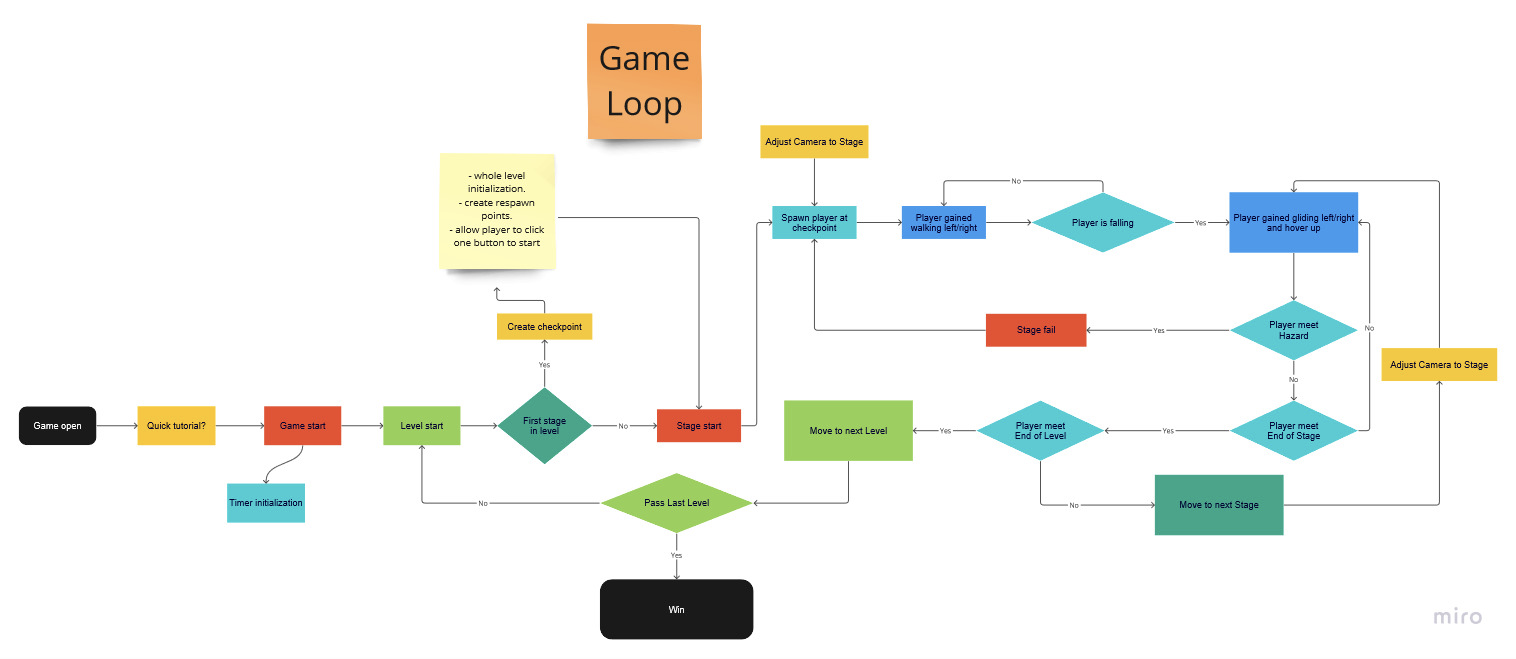 Game
Loop
Adjust Camera to Stage
- whole level
initialization.
- create respawn
points.
- allow player to click
one button to start
No
Spawn player at
checkpoint
Player gained
walking left/right
Player is falling
Yes
Player gained gliding left/right
and hover up
Create checkpoint
Stage fail
Yes
Player meet
Hazard
No
Yes
No
Adjust Camera to Stage
Game open
Quick tutorial?
Game start
Level start
First stage
in level
No
Stage start
Move to next Level
Yes
Player meet
End of Level
Yes
Player meet
End of Stage
Timer initialization
No
Pass Last Level
No
Move to next Stage
Yes
Win
miro